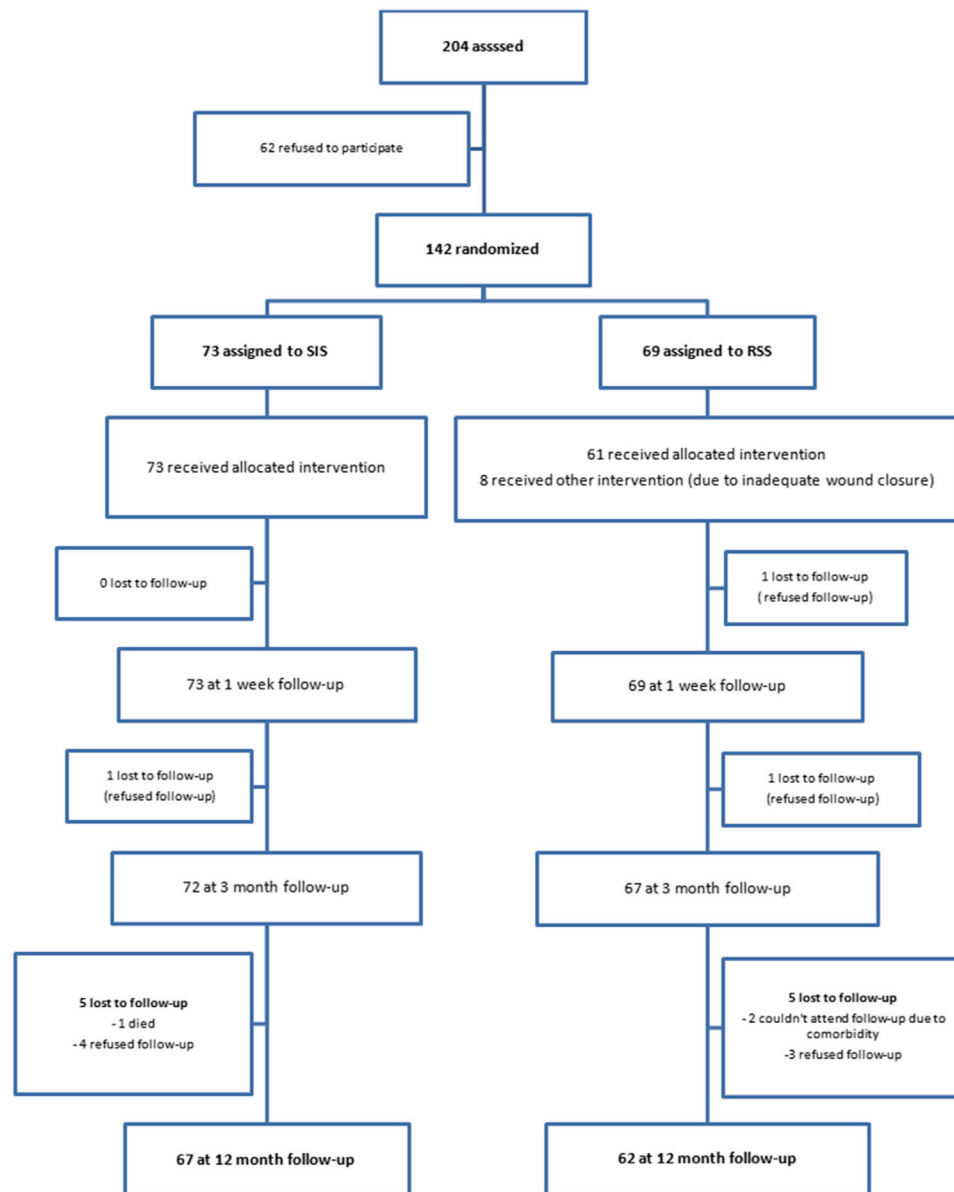 204 asssssed
62 refused to participate
142 randomized
73 assigned to SIS
69 assigned to RSS
73 received allocated intervention
61 received allocated intervention
8 received other intervention (due to inadequate wound closure)
0 lost to follow-up
1 lost to follow-up
( refused follow-up)
73 at 1 week follow-up
69 at 1 week follow-up
1 lost to follow-up
(refused follow-up)
1 lost to follow-up
(refused follow-up)
72 at 3 month follow-up
67 at 3 month follow-up
5 lost to follow-up
- 1 died
- 4 refused follow-up
5 lost to follow-up
- 2 couldn't attend follow-up due to
comorbidity
-3 refused follow-up
67 at 12 month follow-up
62 at 12 month follow-up